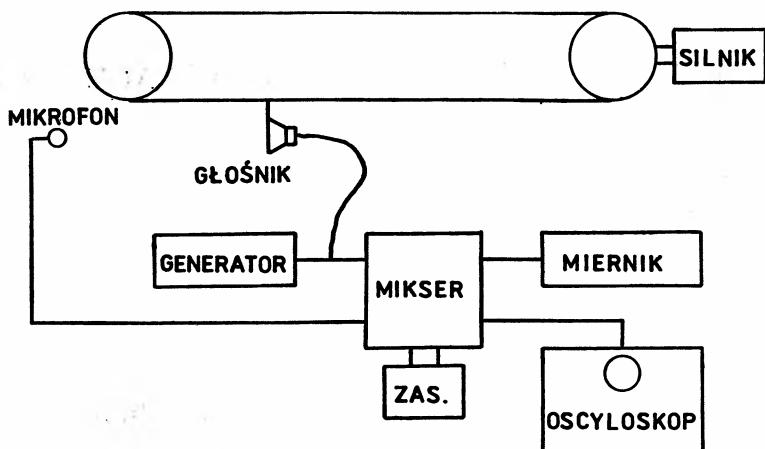 SILNIK
MIKROFON
GŁOŚNIK
GENERATOR
MIKSER
MIERNIK
ZAS.
OSCYLOSKOP